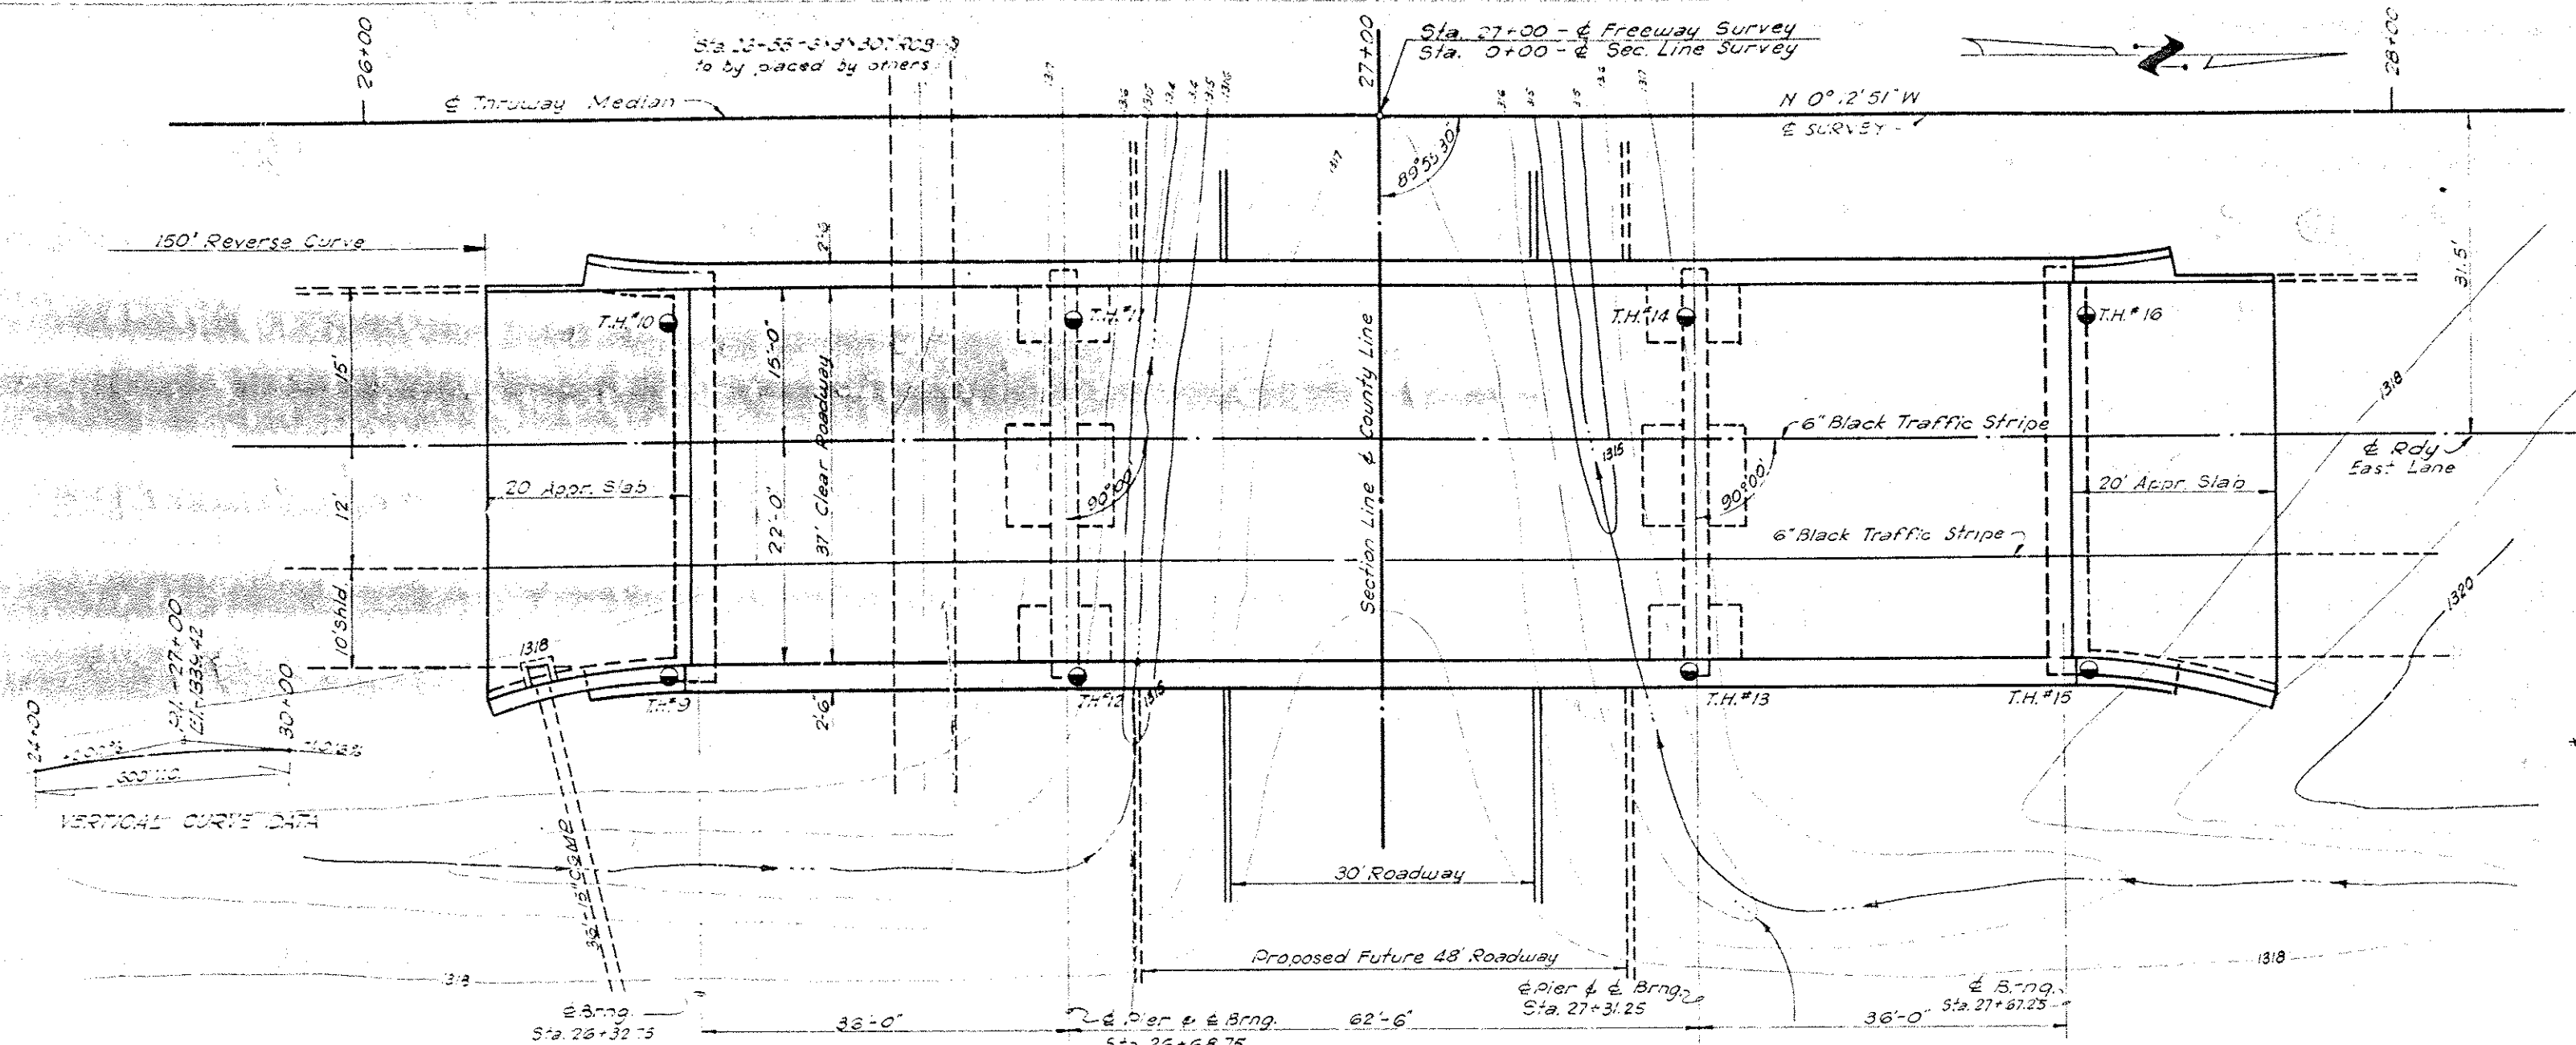 26+00
to by placed by others
₵ Thruway Median
27+00
Sta. 27+00 - ₵ Freeway Survey
Sta. 0+00 - ₵ Sec. Line Survey
28+00
₵ SURVEY
1317
150' Reverse Curve
2'-6"
31.5'
T.H.#10
T.H.#11
T.H.#14
T.H.#16
15'
15'-0"
37' Clear Roadway
Section Line & County Line
1318
6" Black Traffic Stripe
1315
₵ Rdy
East Lane
20' Appr. Slab
90°00'
90°00'
20' Appr. Slab
12'
22'-0"
6" Black Traffic Stripe
10' Shld.
1320
1318
T.H.#9
T.H.#12
T.H.#13
T.H.#15
2'-6"
24+00
P.I. - 27+00
30+00
VERTICAL CURVE DATA
30' Roadway
Proposed Future 48' Roadway
1318
1318
₵ Brng.
Sta. 26+32.75
36'-0"
₵ Pier & ₵ Brng.
Sta. 26+68.75
62'-6"
₵ Pier & ₵ Brng.
Sta. 27+31.25
36'-0"
₵ Brng.
Sta. 27+67.25